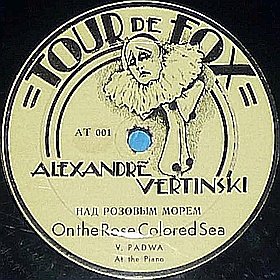 =TOUR DE FOX=
AT 001
ALEXANDRE
VERTINSKI
НАД РОЗОВЫМ МОРЕМ
On the Rose Colored Sea
V. PADWA
At the Piano